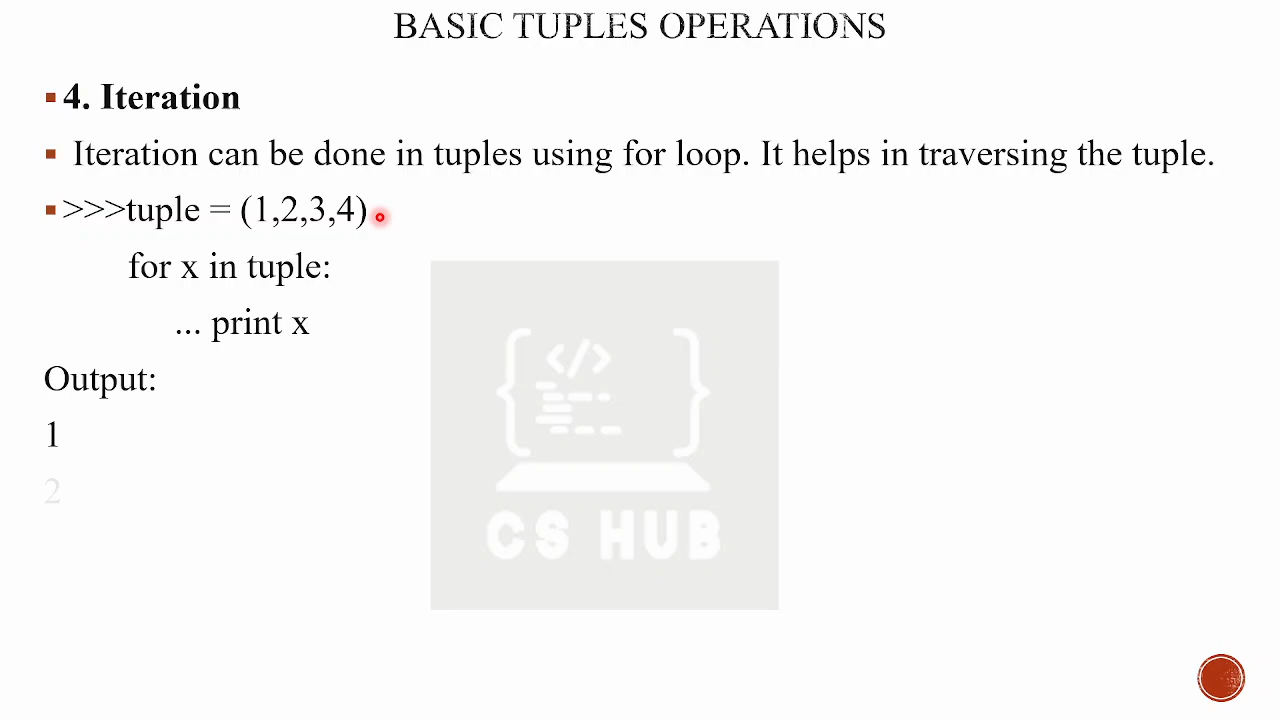 BASIC TUPLES OPERATIONS
4. Iteration
Iteration can be done in tuples using for loop. It helps in traversing the tuple.
>>>tuple = (1,2,3,4)
for x in tuple:
... print x
Output:
1
2
</>
CS HUB